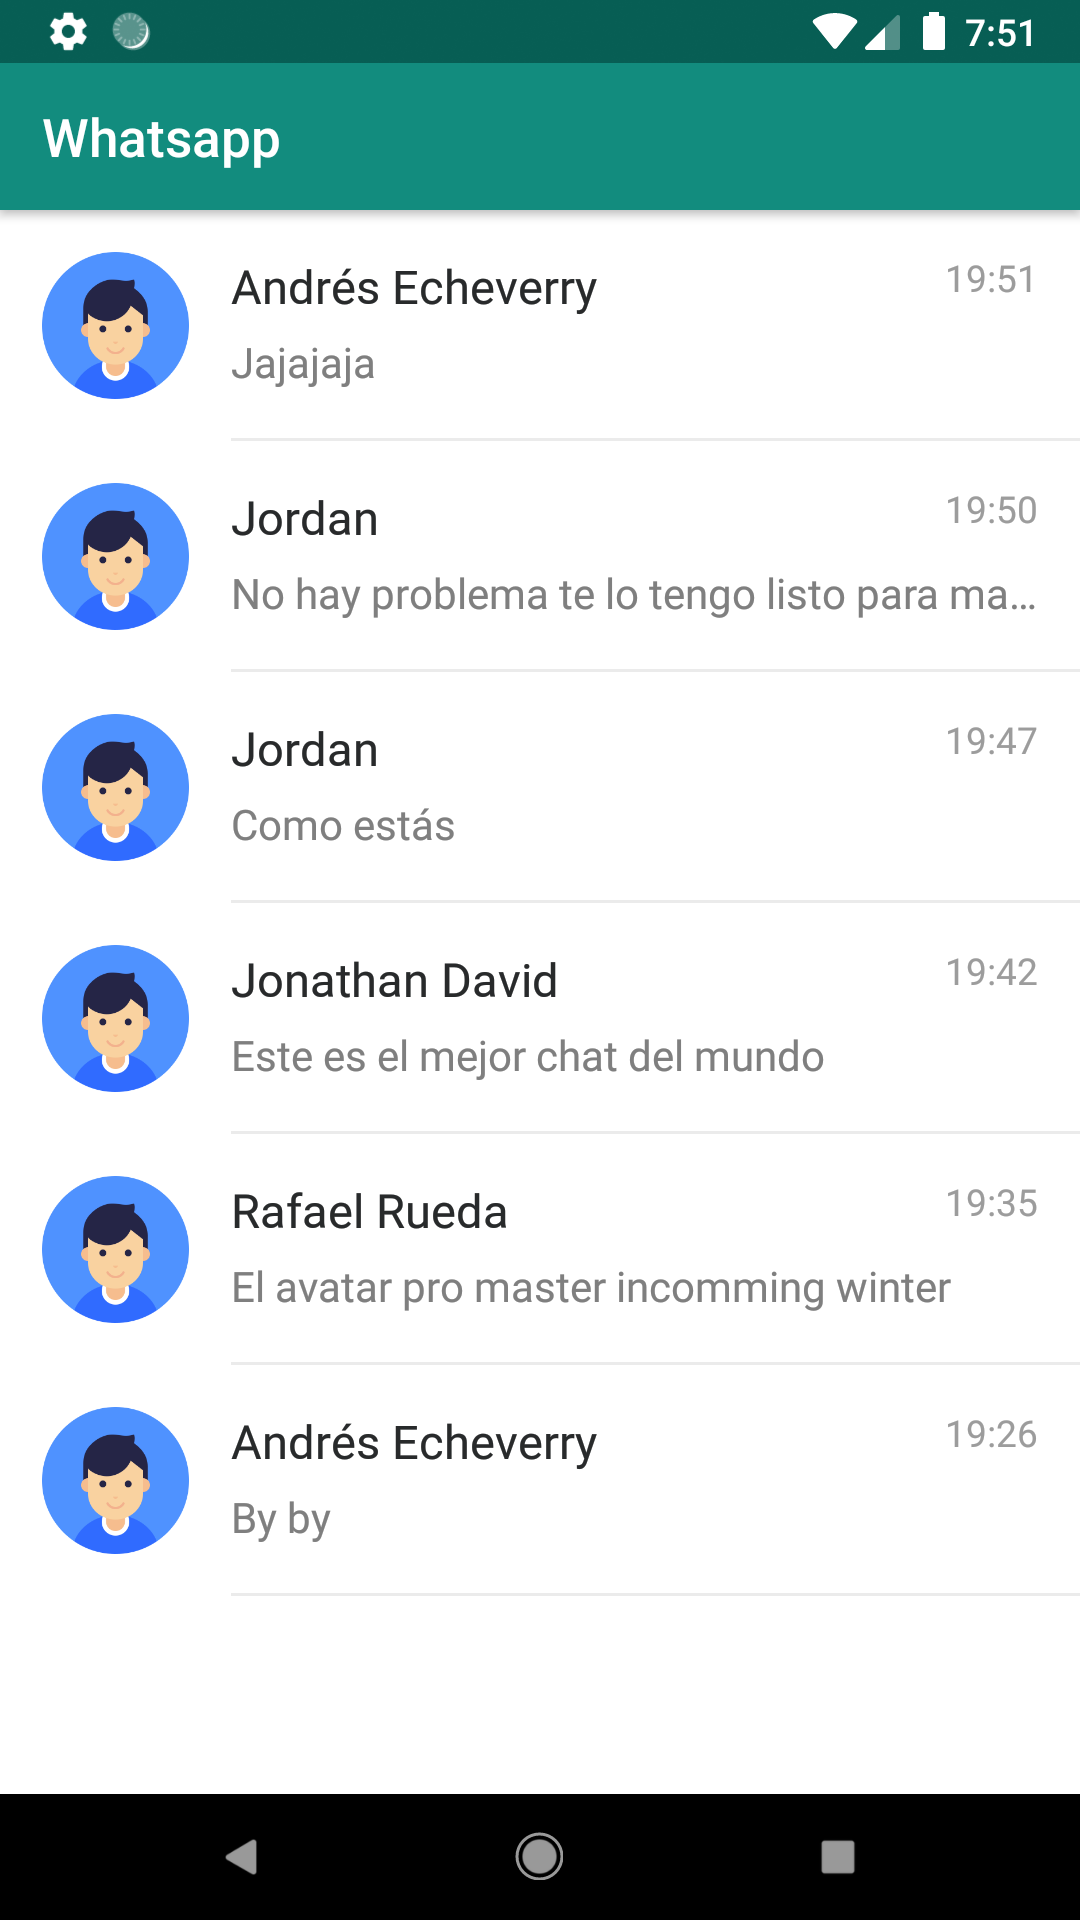 7:51
Whatsapp
Andrés Echeverry
19:51
Jajajaja
Jordan
19:50
No hay problema te lo tengo listo para ma...
Jordan
19:47
Como estás
Jonathan David
19:42
Este es el mejor chat del mundo
Rafael Rueda
19:35
El avatar pro master incomming winter
Andrés Echeverry
19:26
By by